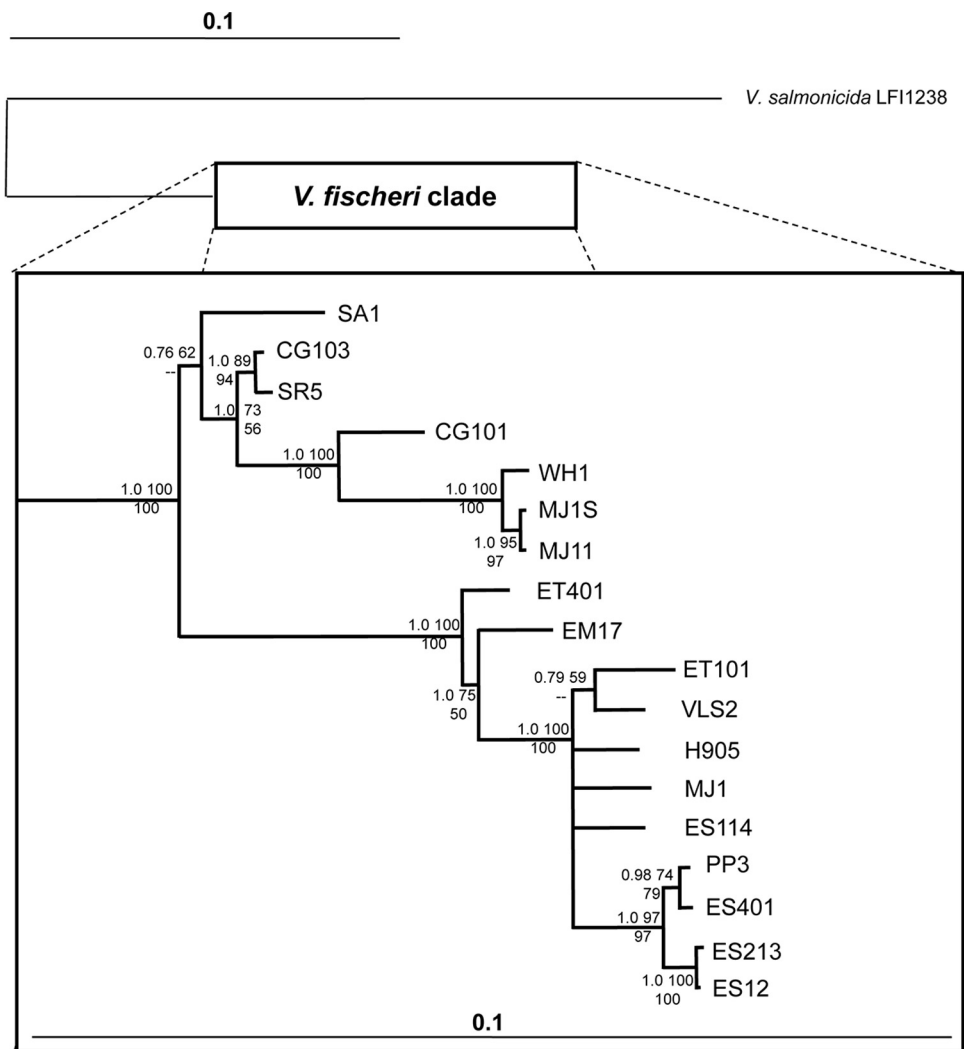 0.1
V. salmonicida LFI1238
V. fischeri clade
SA1
0.76 62
--
CG103
1.0 89
94
SR5
1.0 73
56
CG101
1.0 100
100
WH1
1.0 100
100
1.0 100
100
MJ1S
1.0 95
97
MJ11
ET401
1.0 100
100
EM17
1.0 75
50
ET101
0.79 59
--
VLS2
1.0 100
100
H905
MJ1
ES114
PP3
0.98 74
79
ES401
1.0 97
97
ES213
1.0 100
100
ES12
0.1